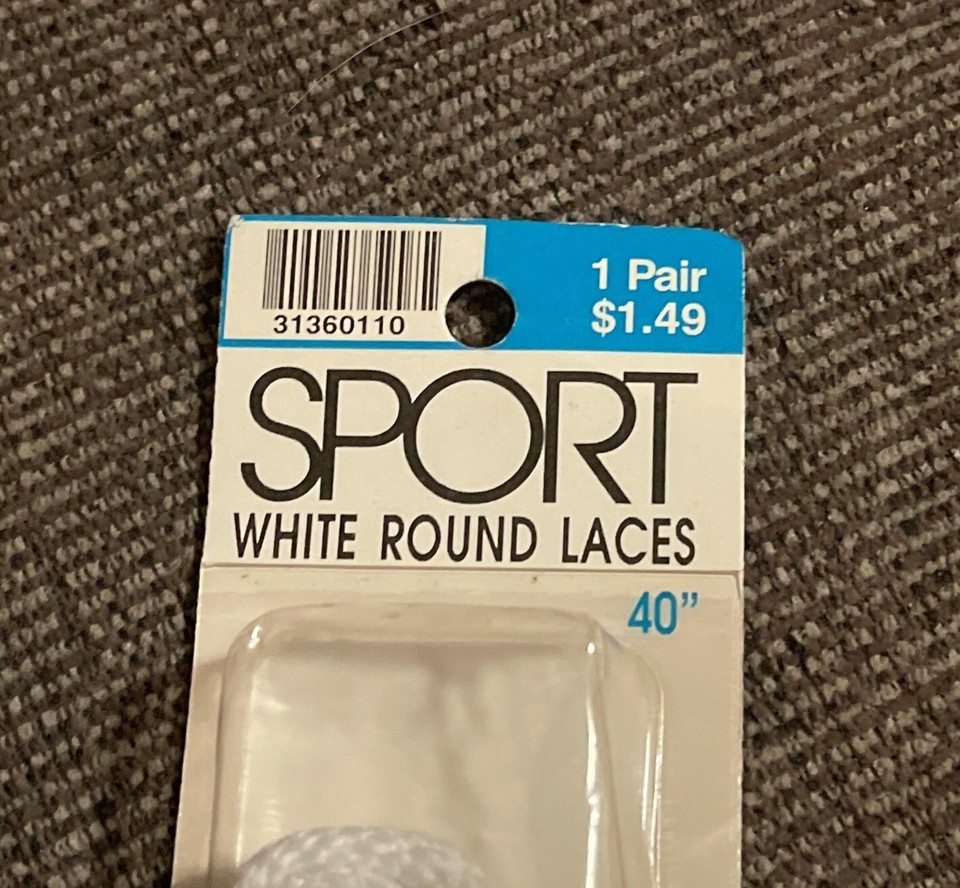 31360110
1 Pair
$1.49
SPORT
WHITE ROUND LACES
40”